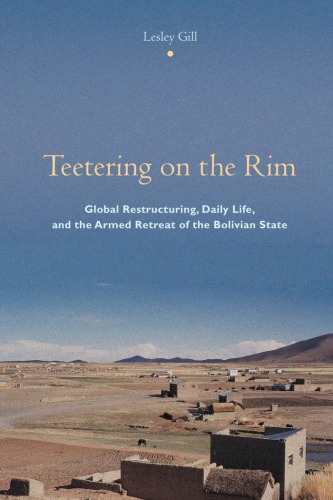 Lesley Gill
Teetering on the Rim
Global Restructuring, Daily Life,
and the Armed Retreat of the Bolivian State